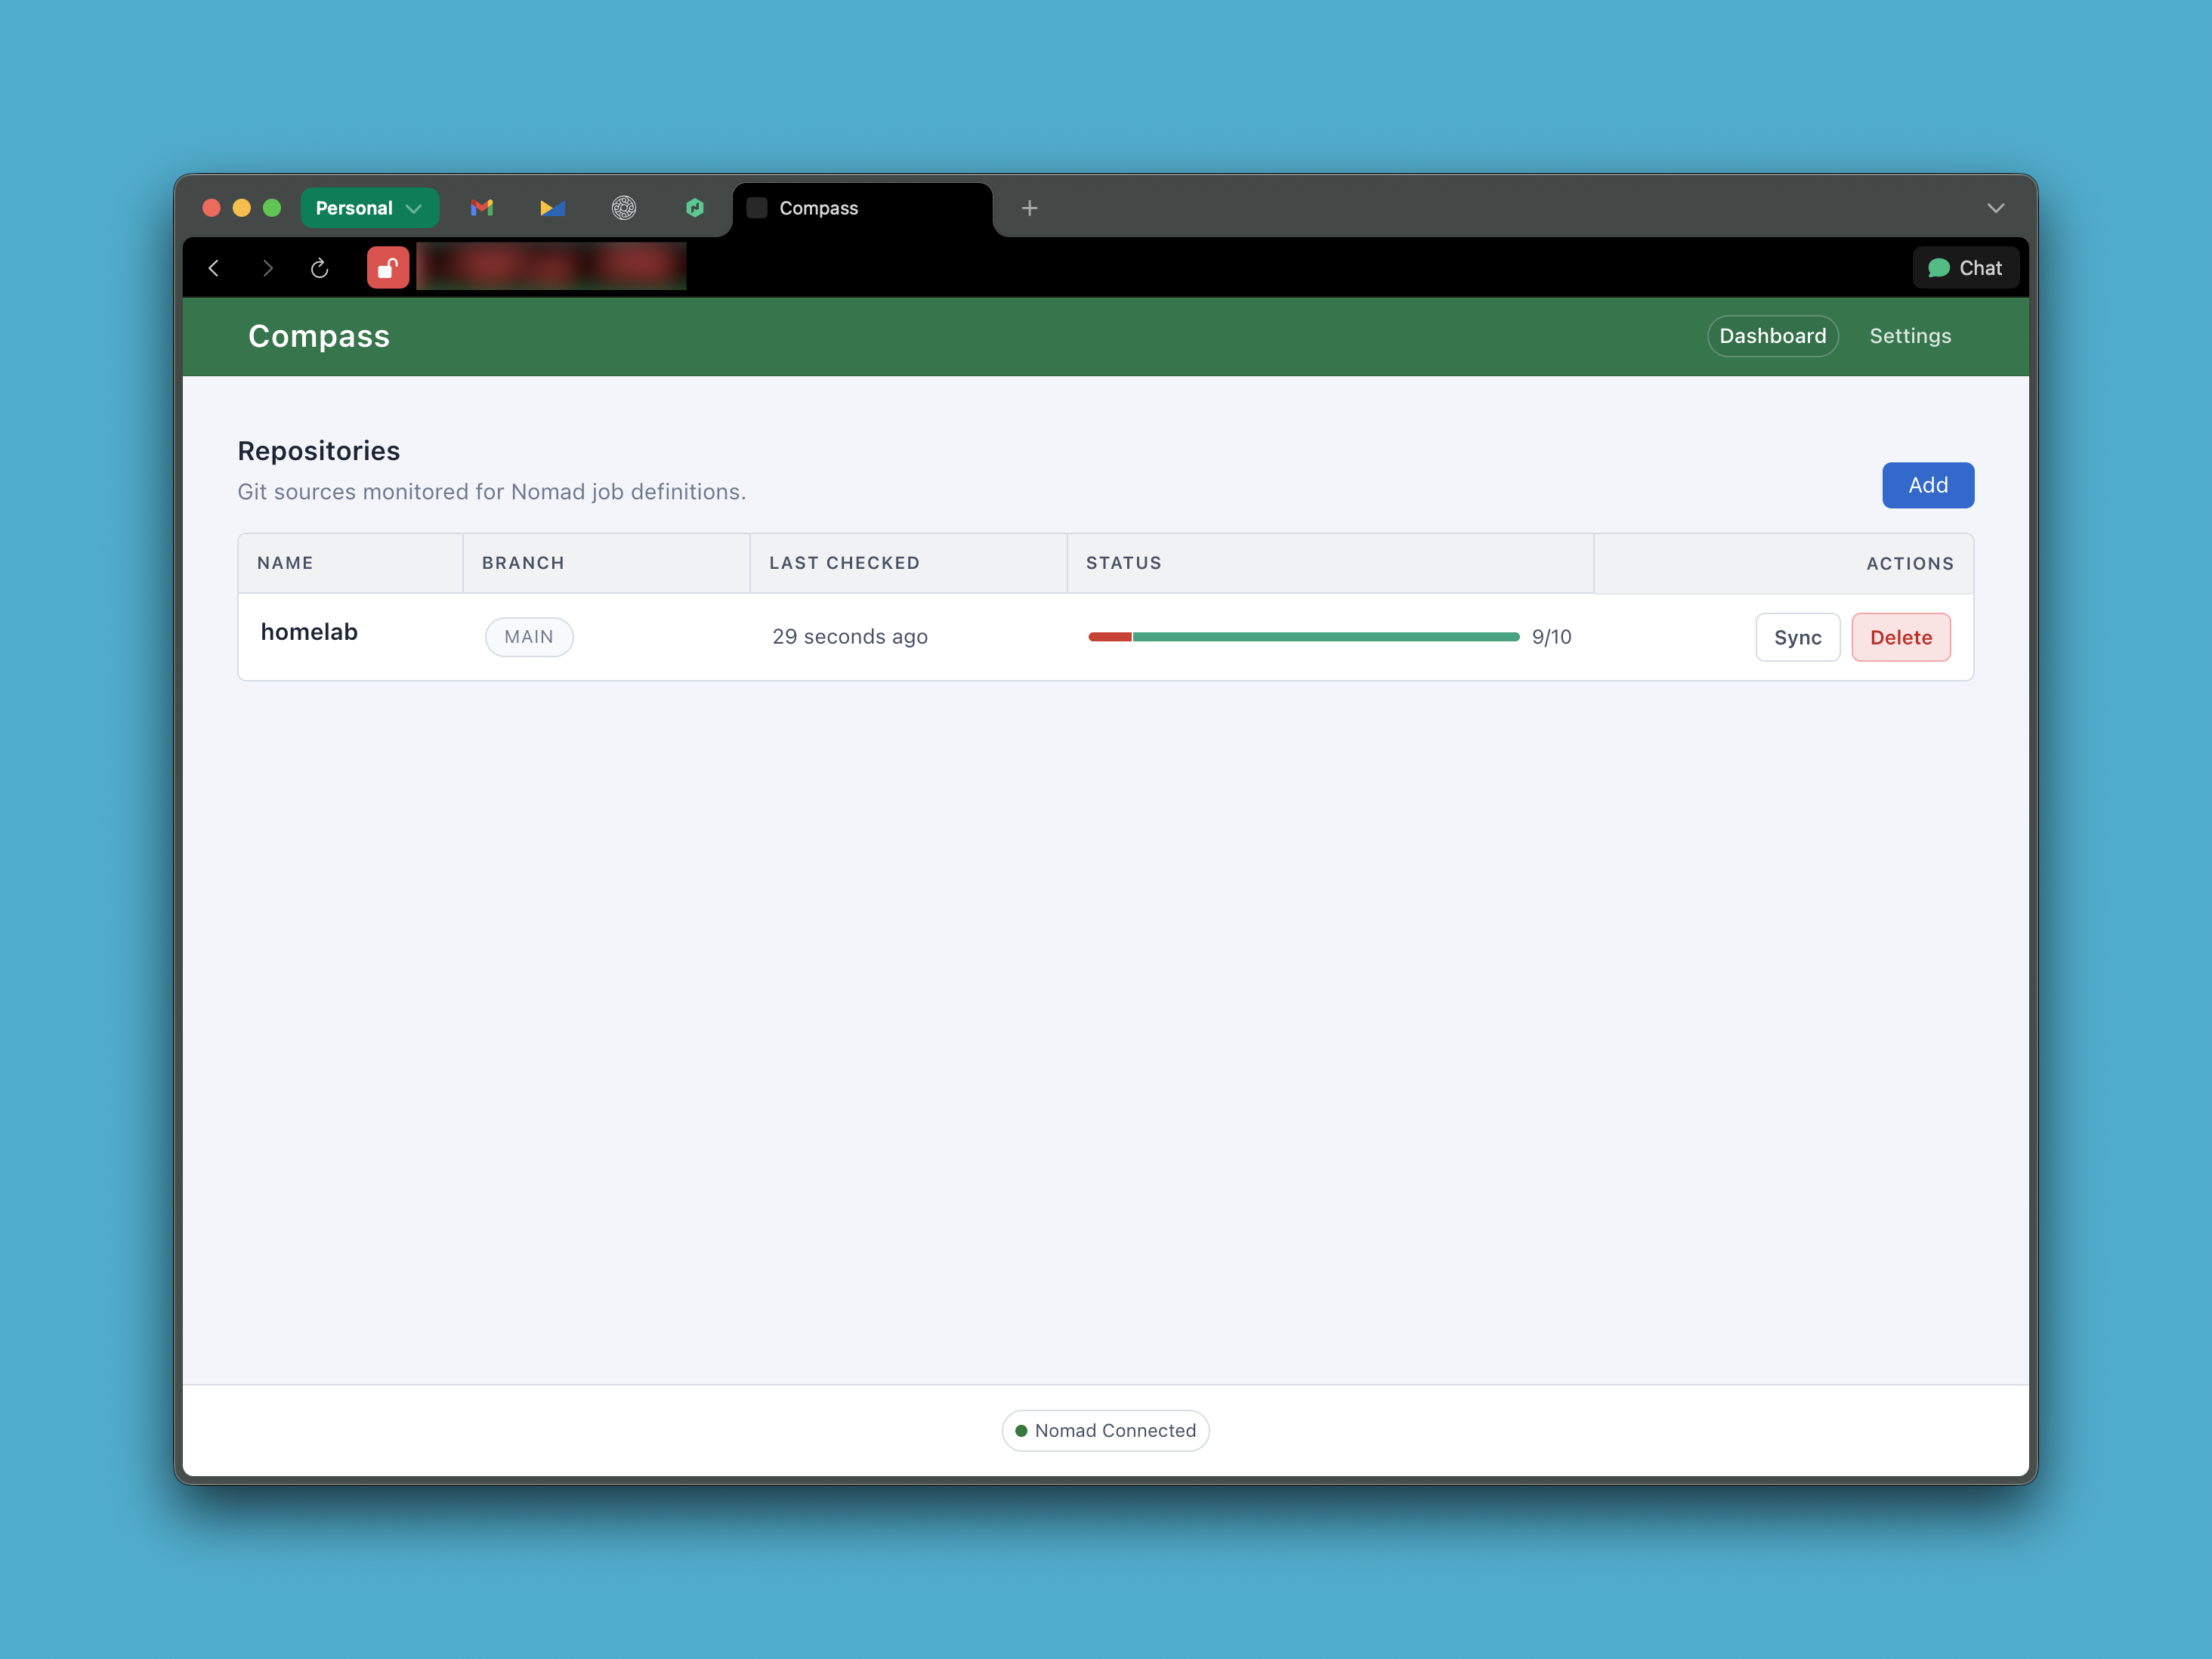 Personal
Compass
Chat
Compass
Dashboard
Settings
Repositories
Git sources monitored for Nomad job definitions.
Add
NAME BRANCH LAST CHECKED STATUS ACTIONS
homelab MAIN 29 seconds ago 9/10 Sync Delete
Nomad Connected